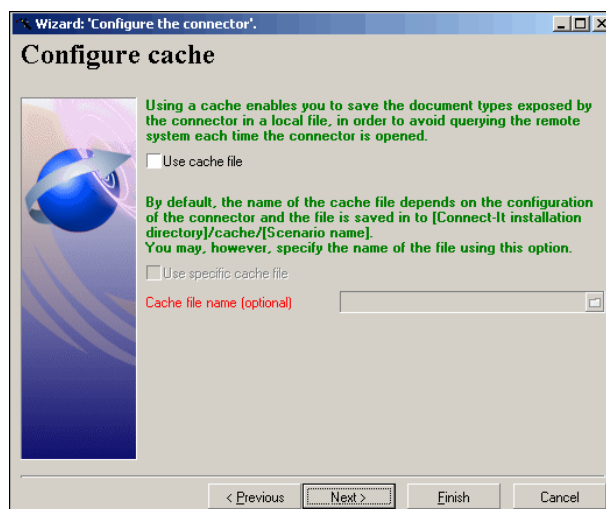 Wizard: 'Configure the connector'.
Configure cache
Using a cache enables you to save the document types exposed by
the connector in a local file, in order to avoid querying the remote
system each time the connector is opened.
Use cache file
By default, the name of the cache file depends on the configuration
of the connector and the file is saved in to [Connect-It installation
directory]/cache/[Scenario name].
You may, however, specify the name of the file using this option.
Use specific cache file
Cache file name (optional)
< Previous Next > Finish Cancel